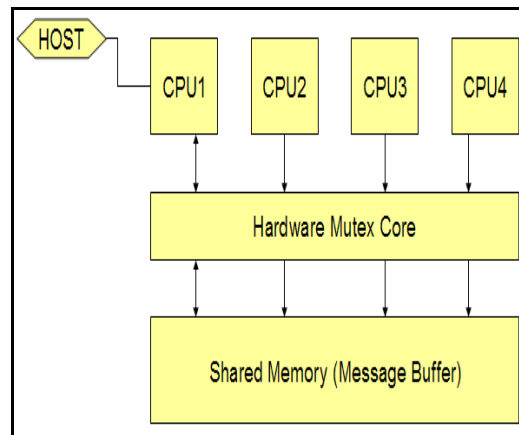 HOST
CPU1
CPU2
CPU3
CPU4
Hardware Mutex Core
Shared Memory (Message Buffer)